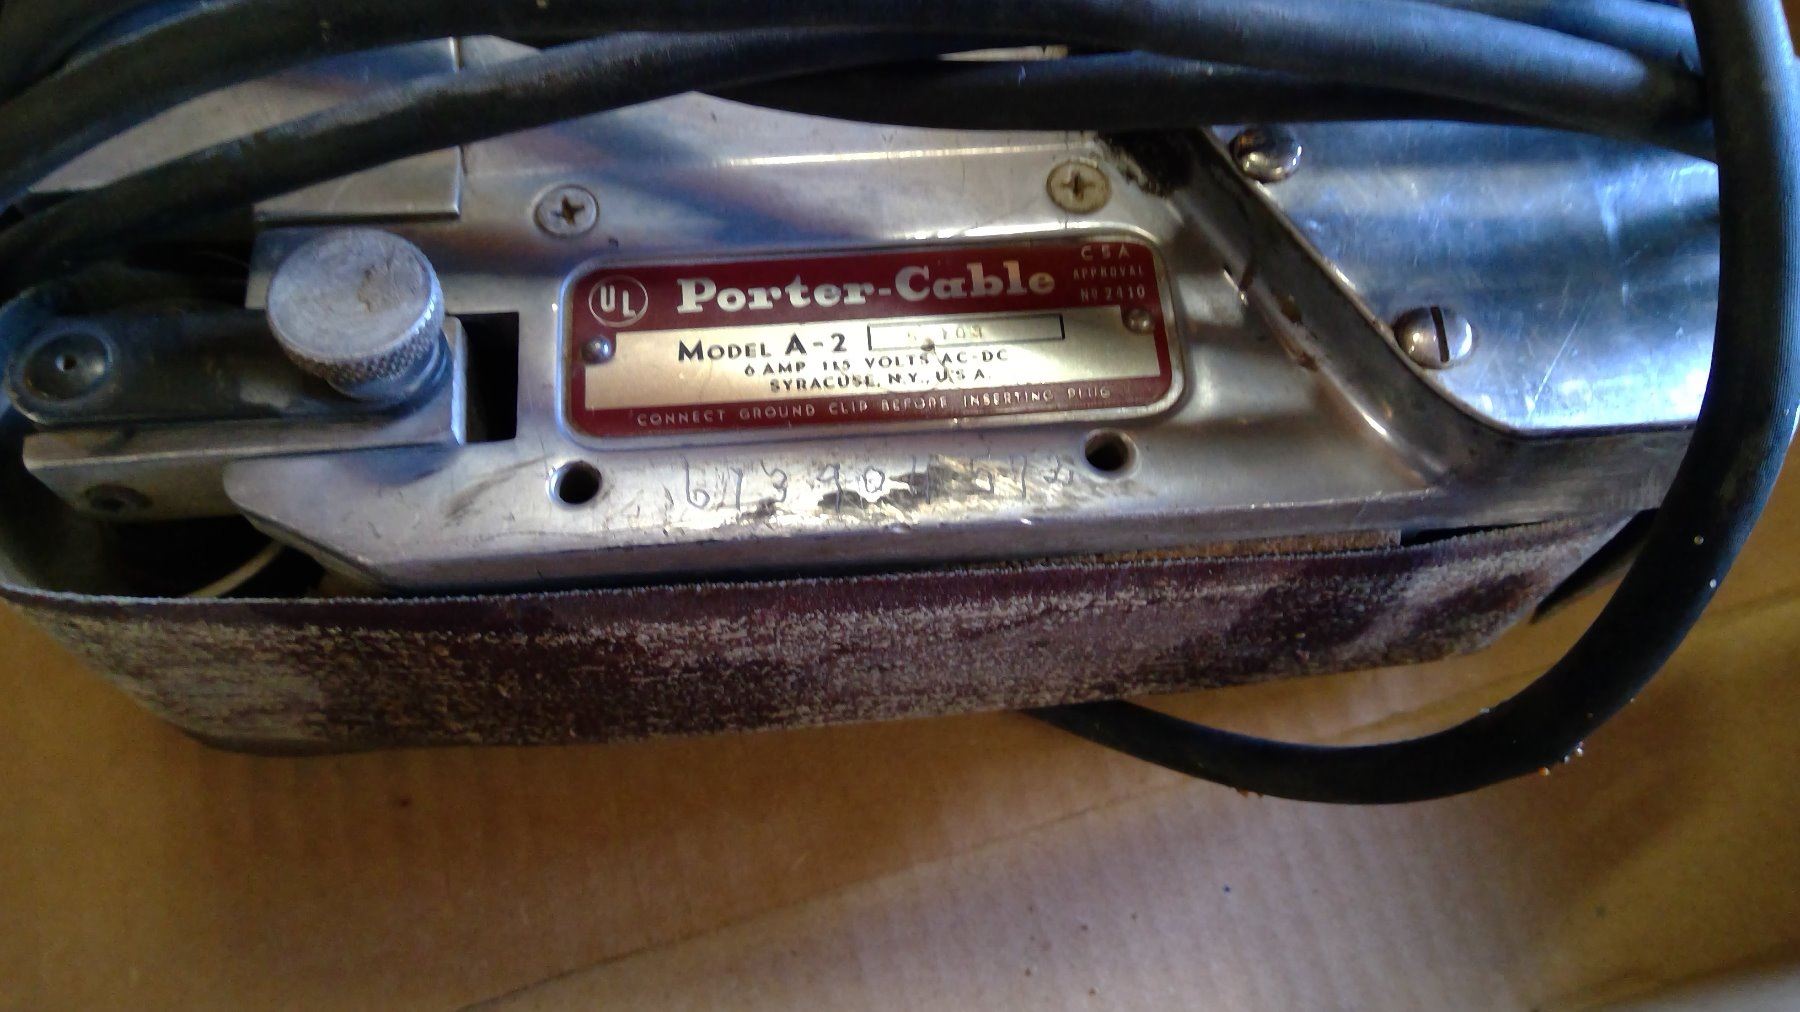 UL
Porter-Cable
CSA
APPROVAL
Nº 2410
MODEL A-2
6 AMP 115 VOLTS AC-DC
SYRACUSE, N.Y., U.S.A.
CONNECT GROUND CLIP BEFORE INSERTING PLUG